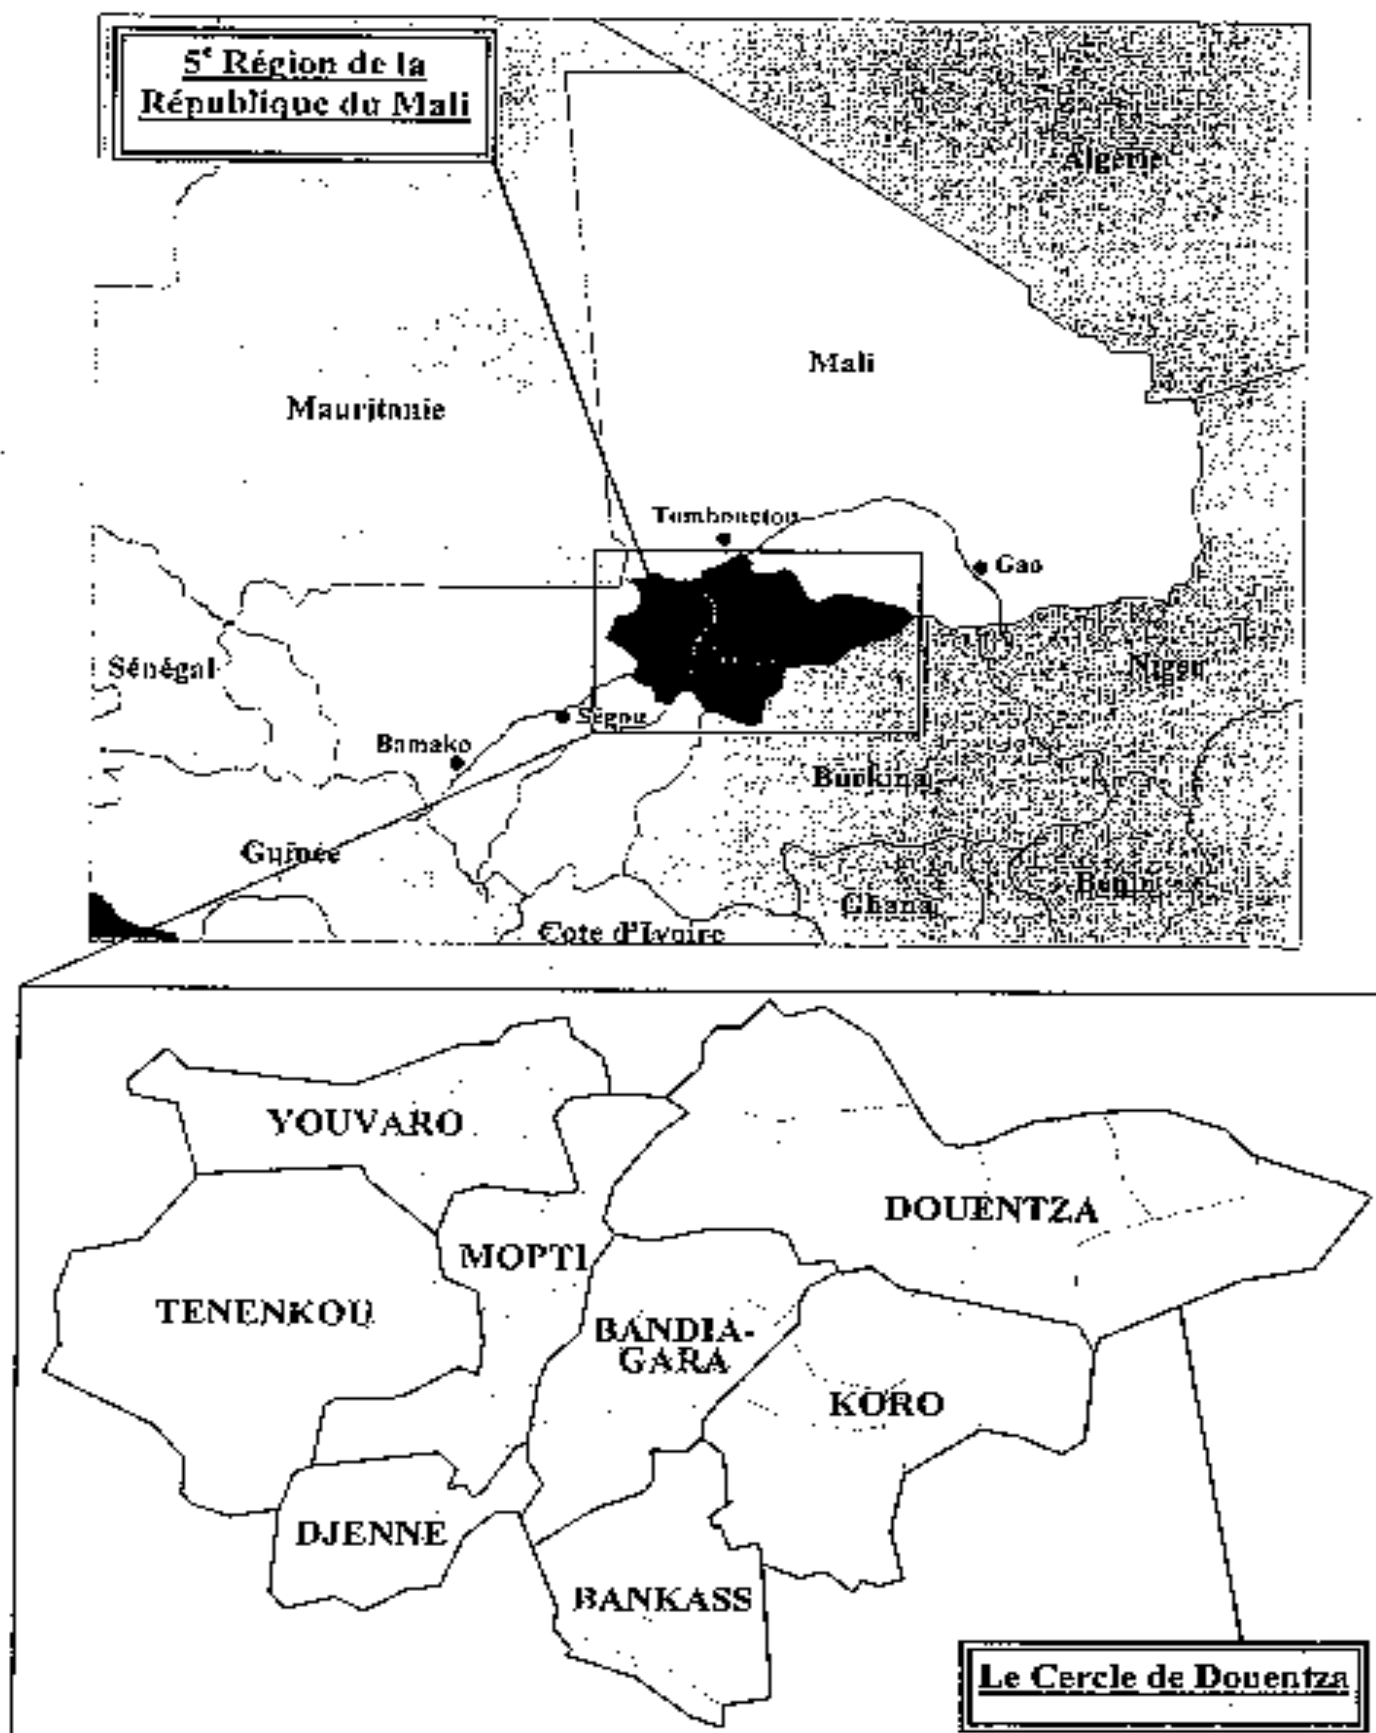 5e Région de la
République du Mali
Algérie
Mali
Mauritanie
Tombouctou
Gao
Sénégal
Niger
Ségou
Bamako
Burkina
Guinée
Bénin
Ghana
Cote d'Ivoire
YOUVARO
DOUENTZA
MOPTI
TENENKOU
BANDIA-
GARA
KORO
DJENNE
BANKASS
Le Cercle de Douentza